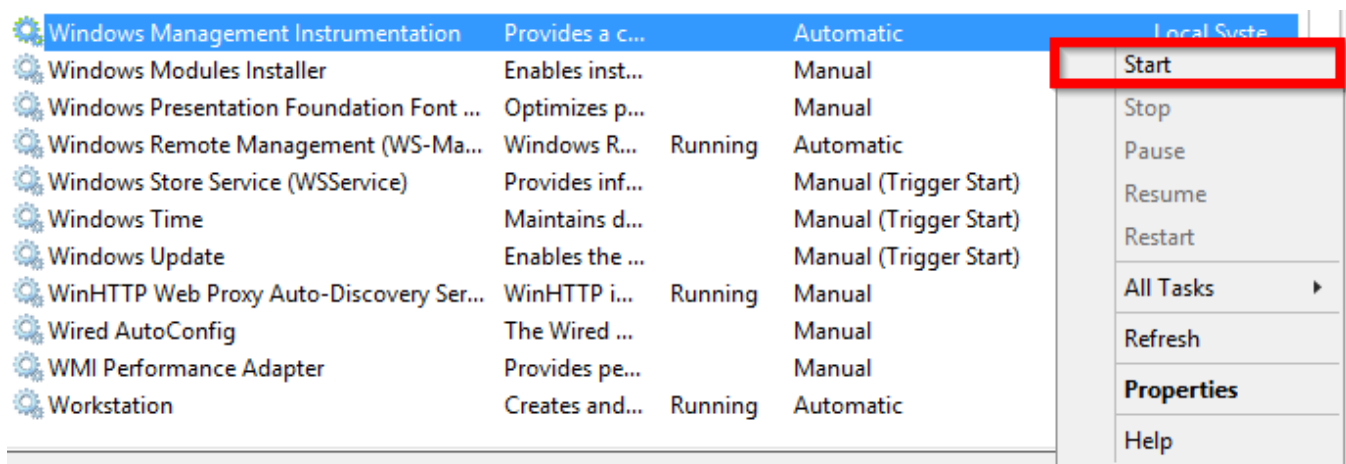 Windows Management Instrumentation Provides a c... Automatic Local Syste
Windows Modules Installer Enables inst... Manual
Windows Presentation Foundation Font ... Optimizes p... Manual
Windows Remote Management (WS-Ma... Windows R... Running Automatic
Windows Store Service (WSService) Provides inf... Manual (Trigger Start)
Windows Time Maintains d... Manual (Trigger Start)
Windows Update Enables the ... Manual (Trigger Start)
WinHTTP Web Proxy Auto-Discovery Ser... WinHTTP i... Running Manual
Wired AutoConfig The Wired ... Manual
WMI Performance Adapter Provides pe... Manual
Workstation Creates and... Running Automatic
Start
Stop
Pause
Resume
Restart
All Tasks
Refresh
Properties
Help